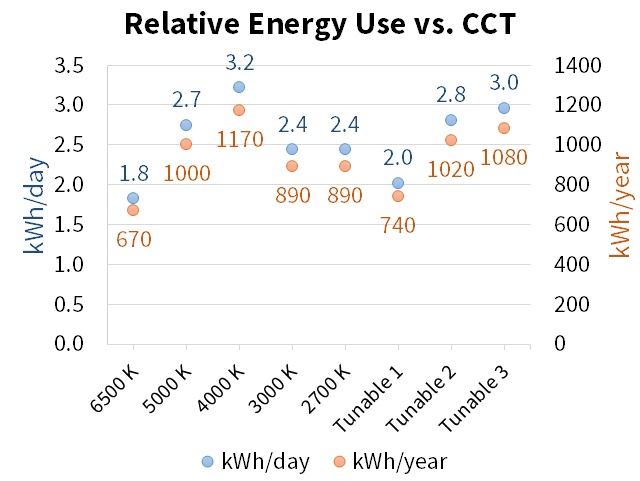 Relative Energy Use vs. CCT
3.5
3.0
2.5
2.0
1.5
1.0
0.5
0.0
kWh/day
1400
1200
1000
800
600
400
200
0
kWh/year
1.8
2.7
3.2
2.4
2.4
2.0
2.8
3.0
670
1000
1170
890
890
740
1020
1080
6500 K
5000 K
4000 K
3000 K
2700 K
Tunable 1
Tunable 2
Tunable 3
kWh/day
kWh/year